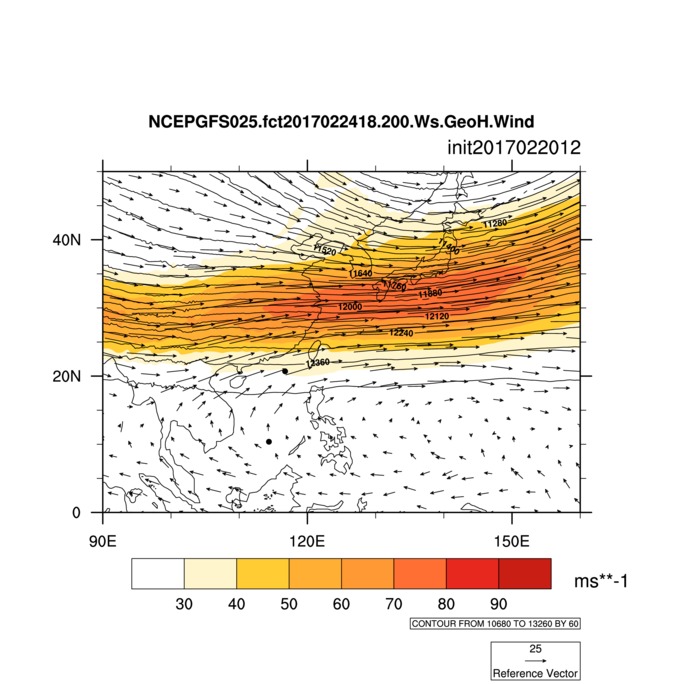 NCEPGFS025.fct2017022418.200.Ws.GeoH.Wind
init2017022012
11280
40N
11520
11400
11640
11760
11880
12000
12120
12240
12360
20N
0
90E 120E 150E
ms**-1
30 40 50 60 70 80 90
CONTOUR FROM 10680 TO 13260 BY 60
25
Reference Vector